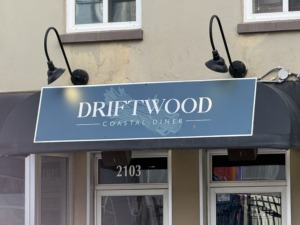 DRIFTWOOD
COASTAL DINER
2103